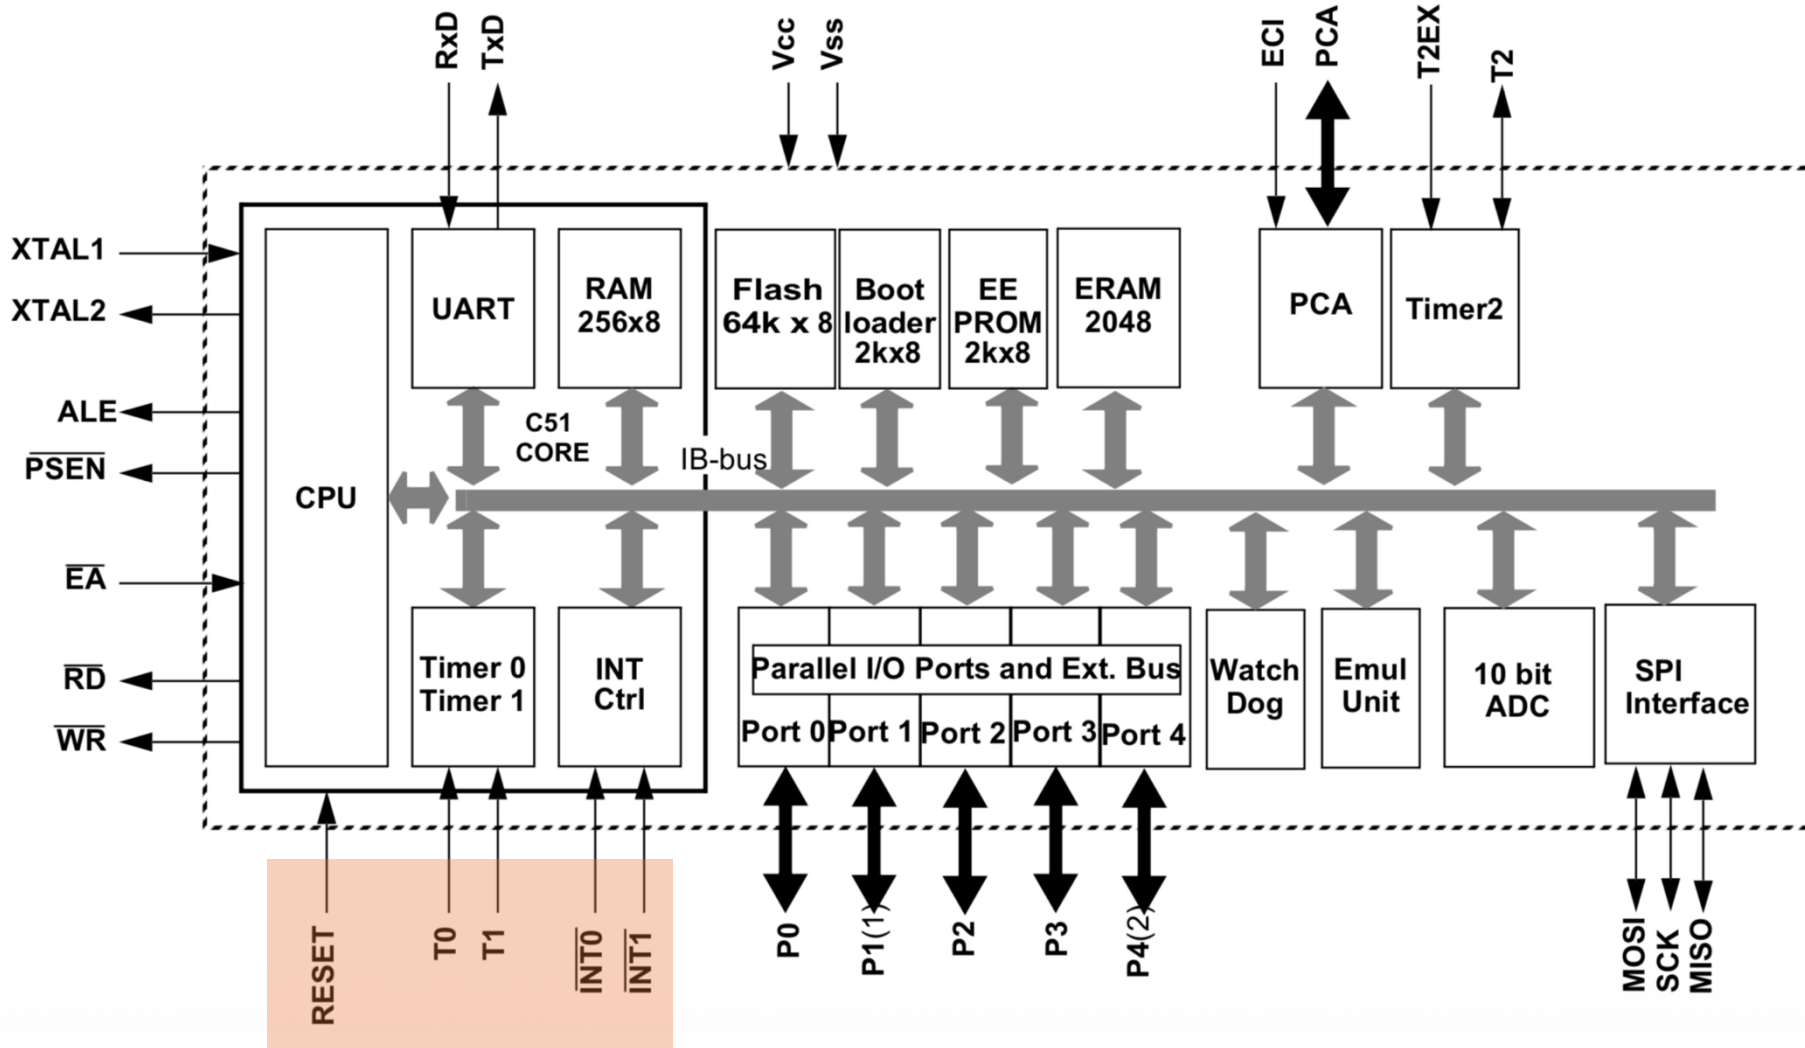 RxD
TxD
Vcc
Vss
ECI
PCA
T2EX
T2
XTAL1
XTAL2
ALE
PSEN
EA
RD
WR
CPU
UART
RAM
256x8
C51
CORE
IB-bus
Timer 0
Timer 1
INT
Ctrl
Flash
64k x 8
Boot
loader
2kx8
EE
PROM
2kx8
ERAM
2048
PCA
Timer2
Parallel I/O Ports and Ext. Bus
Port 0
Port 1
Port 2
Port 3
Port 4
Watch
Dog
Emul
Unit
10 bit
ADC
SPI
Interface
RESET
T0
T1
INT0
INT1
P0
P1(1)
P2
P3
P4(2)
MOSI
SCK
MISO